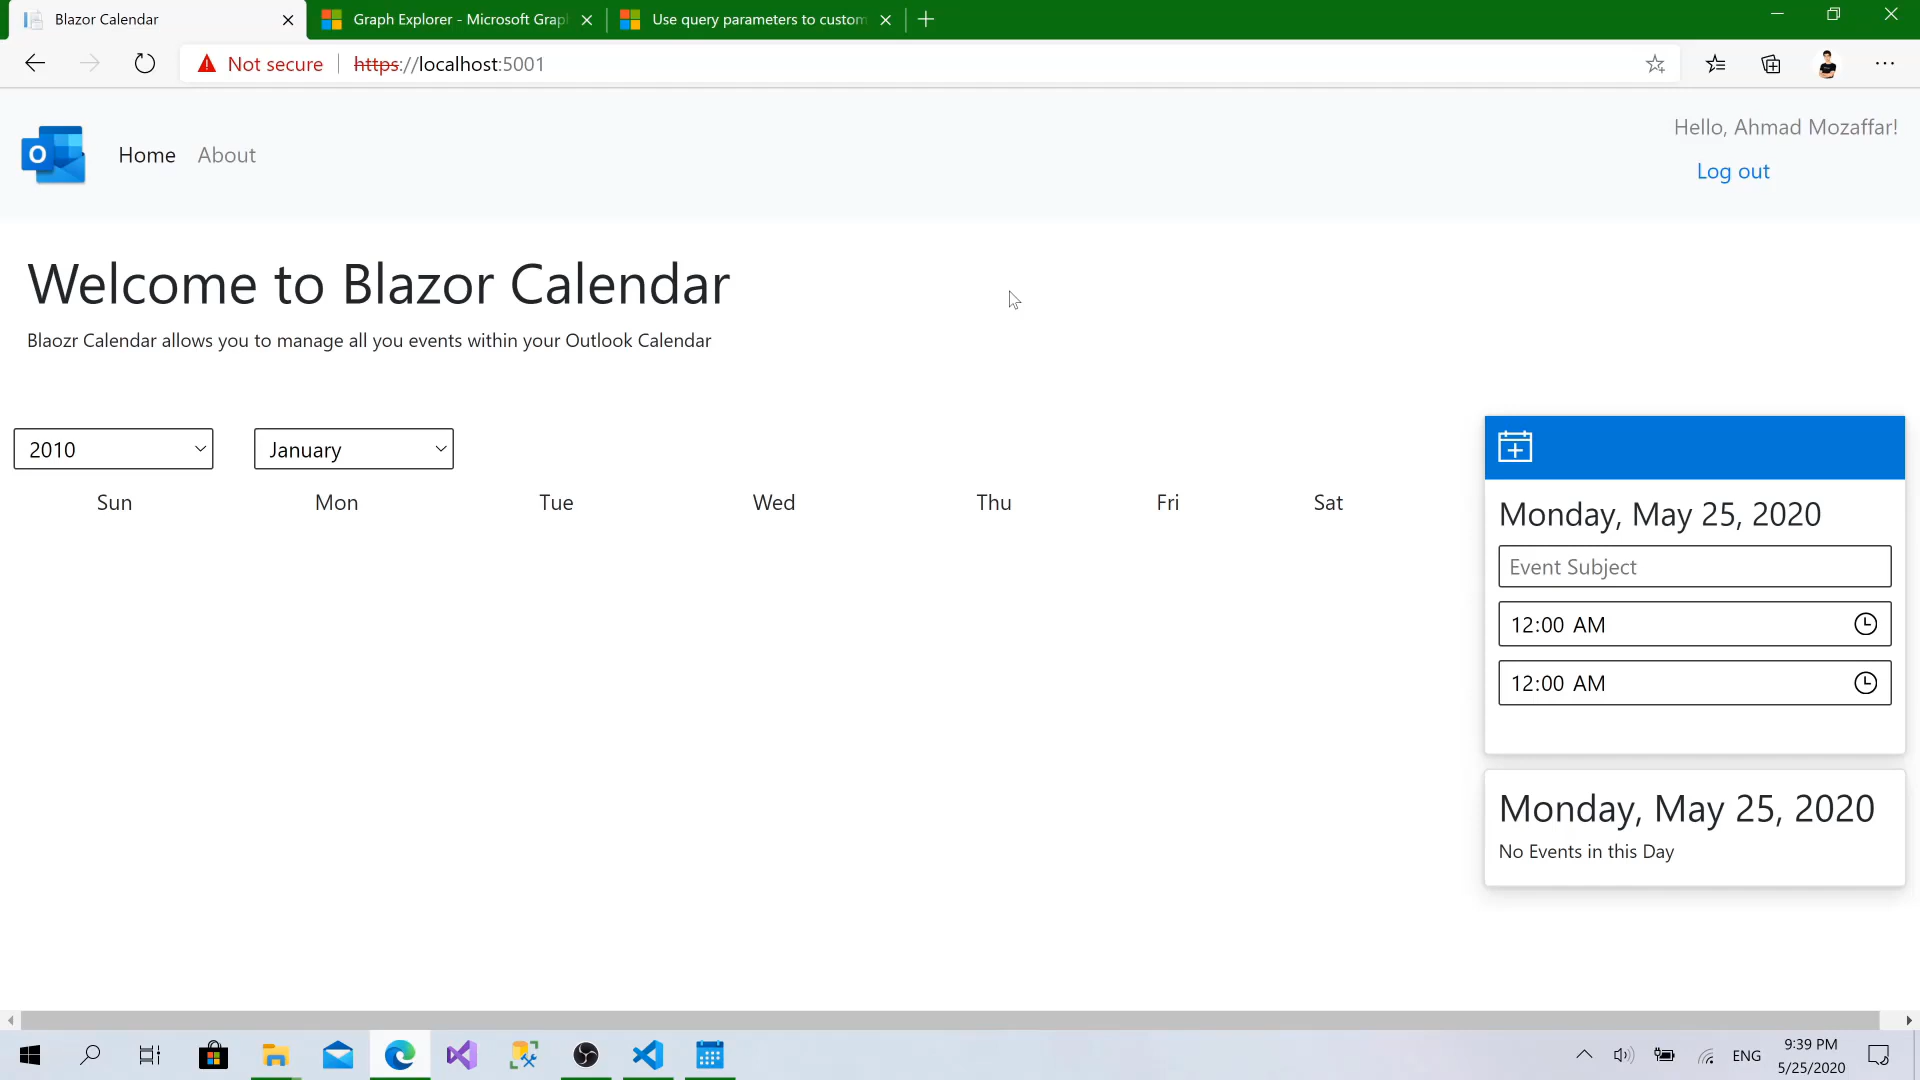 Blazor Calendar
Graph Explorer - Microsoft Grap
Use query parameters to custom
Not secure
https://localhost:5001
Home
About
Hello, Ahmad Mozaffar!
Log out
Welcome to Blazor Calendar
Blaozr Calendar allows you to manage all you events within your Outlook Calendar
2010
January
Sun
Mon
Tue
Wed
Thu
Fri
Sat
Monday, May 25, 2020
Event Subject
12:00 AM
12:00 AM
Monday, May 25, 2020
No Events in this Day
ENG
9:39 PM
5/25/2020